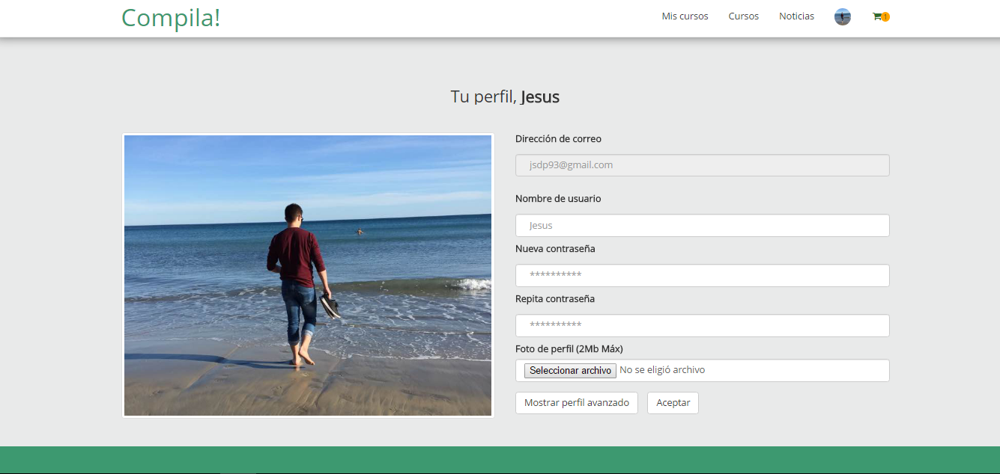 Compila!
Mis cursos Cursos Noticias 1
Tu perfil, Jesus
Dirección de correo
jsdp93@gmail.com
Nombre de usuario
Jesus
Nueva contraseña
**********
Repita contraseña
**********
Foto de perfil (2Mb Máx)
Seleccionar archivo No se eligió archivo
Mostrar perfil avanzado Aceptar